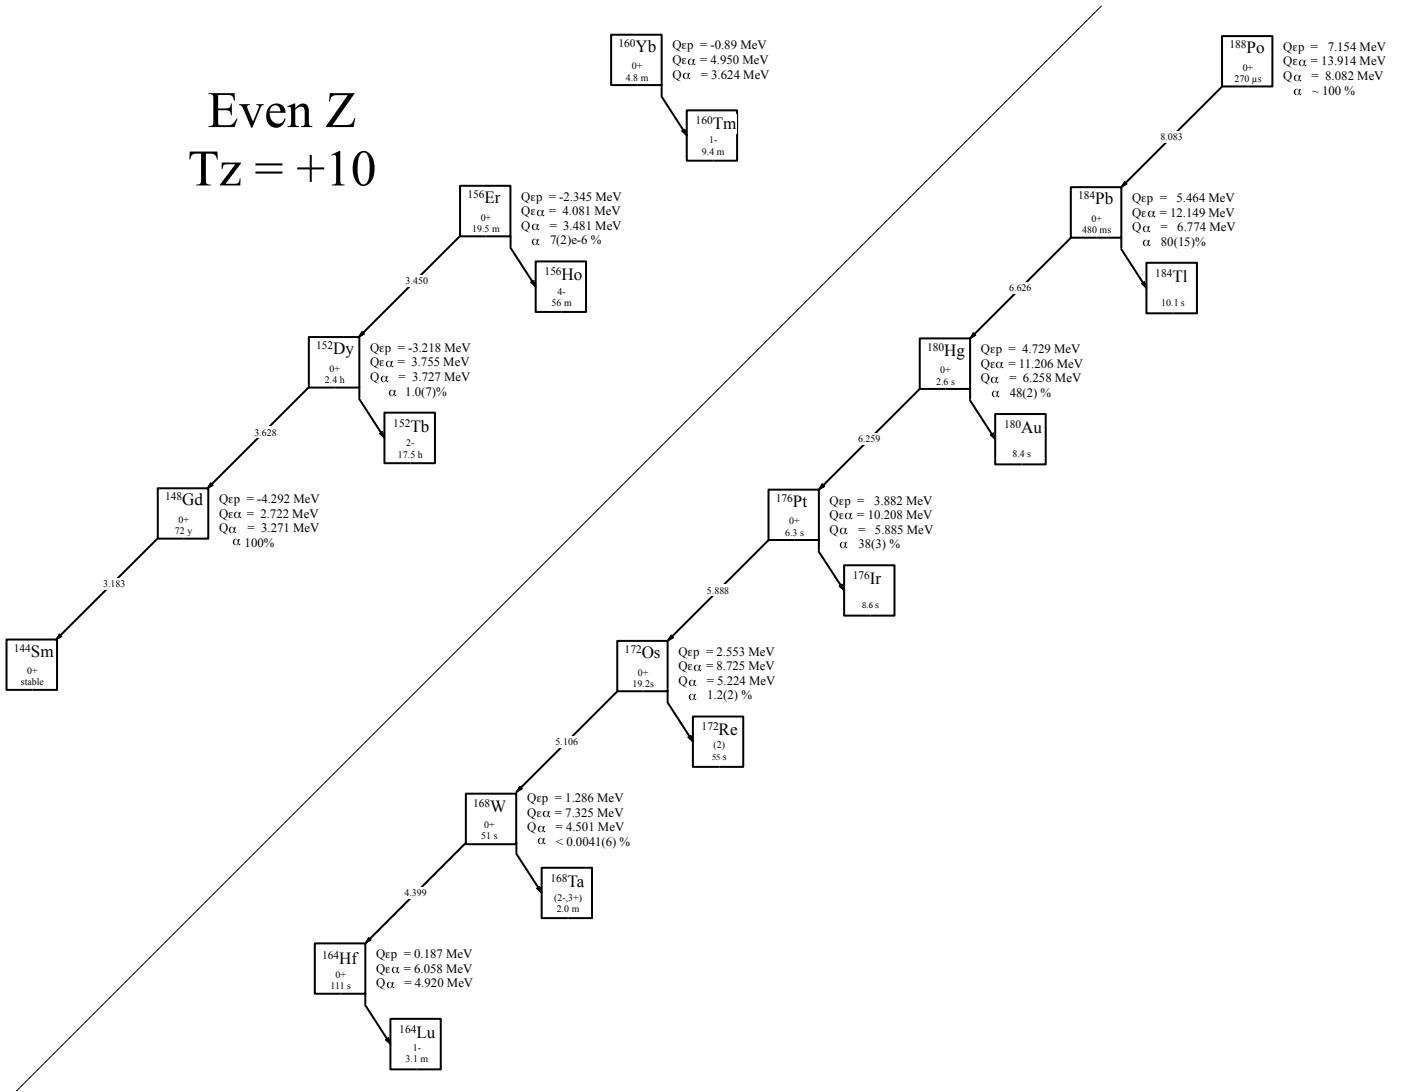 Even Z
Tz = +10
160Yb
0+
4.8 m
Qεp = -0.89 MeV
Qεα = 4.950 MeV
Qα = 3.624 MeV
160Tm
1-
9.4 m
156Er
0+
19.5 m
Qεp = -2.345 MeV
Qεα = 4.081 MeV
Qα = 3.481 MeV
α 7(2)e-6 %
156Ho
4-
56 m
3.450
152Dy
0+
2.4 h
Qεp = -3.218 MeV
Qεα = 3.755 MeV
Qα = 3.727 MeV
α 1.0(7)%
152Tb
2-
17.5 h
3.628
148Gd
0+
72 y
Qεp = -4.292 MeV
Qεα = 2.722 MeV
Qα = 3.271 MeV
α 100%
3.183
144Sm
0+
stable
188Po
0+
270 μs
Qεp = 7.154 MeV
Qεα = 13.914 MeV
Qα = 8.082 MeV
α ~ 100 %
8.083
184Pb
0+
480 ms
Qεp = 5.464 MeV
Qεα = 12.149 MeV
Qα = 6.774 MeV
α 80(15)%
184Tl
10.1 s
6.626
180Hg
0+
2.6 s
Qεp = 4.729 MeV
Qεα = 11.206 MeV
Qα = 6.258 MeV
α 48(2) %
180Au
8.4 s
6.259
176Pt
0+
6.3 s
Qεp = 3.882 MeV
Qεα = 10.208 MeV
Qα = 5.885 MeV
α 38(3) %
176Ir
8.6 s
5.888
172Os
0+
19.2s
Qεp = 2.553 MeV
Qεα = 8.725 MeV
Qα = 5.224 MeV
α 1.2(2) %
172Re
(2)
55 s
5.106
168W
0+
51 s
Qεp = 1.286 MeV
Qεα = 7.325 MeV
Qα = 4.501 MeV
α < 0.0041(6) %
168Ta
(2-,3+)
2.0 m
4.399
164Hf
0+
111 s
Qεp = 0.187 MeV
Qεα = 6.058 MeV
Qα = 4.920 MeV
164Lu
1-
3.1 m